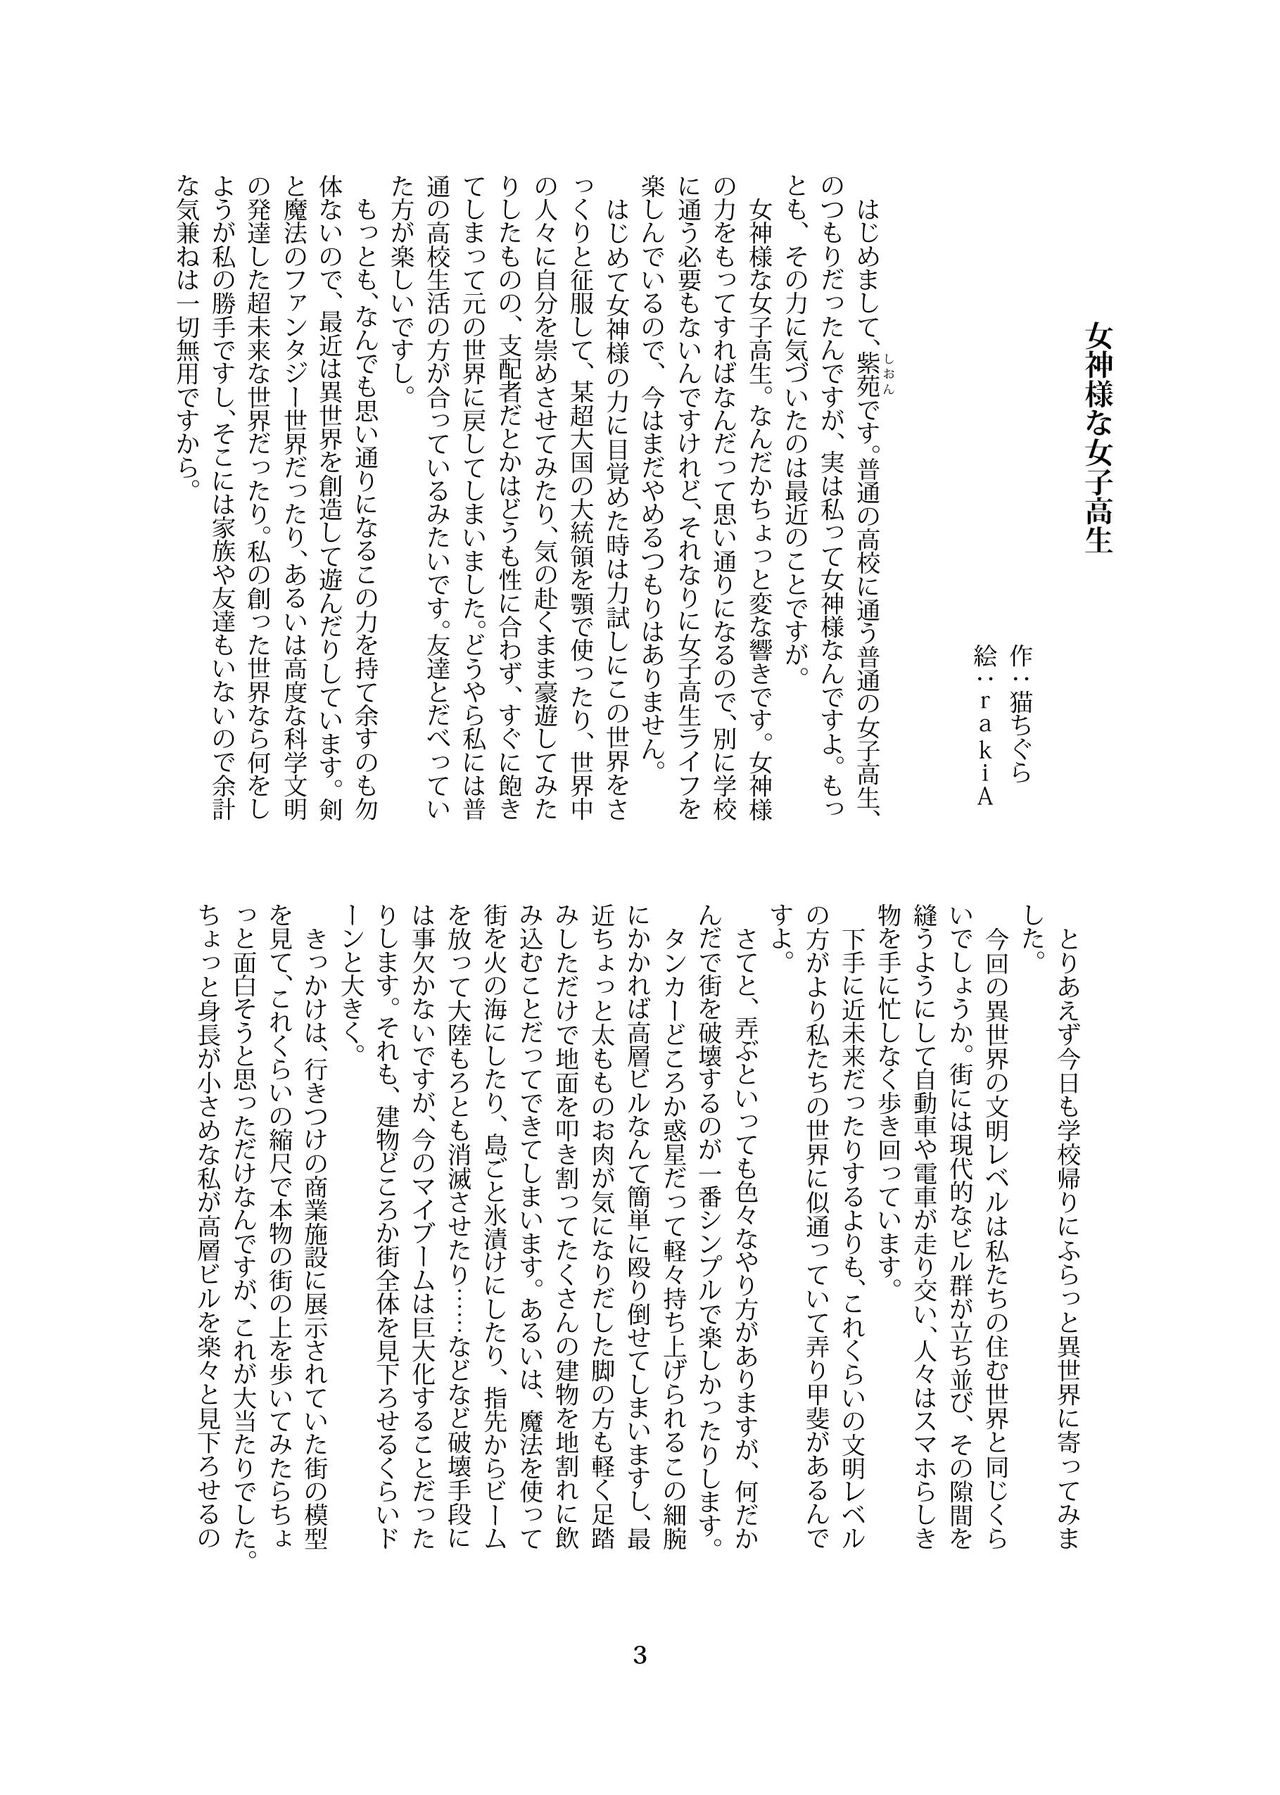 女神様な女子高生
作：猫ちぐら
絵：rakiA
はじめまして、紫苑です。普通の高校に通う普通の女子高生、
しおん
のつもりだったんですが、実は私って女神様なんですよ。もっ
とも、その力に気づいたのは最近のことですが。
女神様な女子高生。なんだかちょっと変な響きです。女神様
の力をもってすればなんだって思い通りになるので、別に学校
に通う必要もないんですけれど、それなりに女子高生ライフを
楽しんでいるので、今はまだやめるつもりはありません。
はじめて女神様の力に目覚めた時は力試しにこの世界をさ
っくりと征服して、某超大国の大統領を顎で使ったり、世界中
の人々に自分を崇めさせてみたり、気の赴くまま豪遊してみた
りしたものの、支配者だとかはどうも性に合わず、すぐに飽き
てしまって元の世界に戻してしまいました。どうやら私には普
通の高校生活の方が合っているみたいです。友達とだべってい
た方が楽しいですし。
もっとも、なんでも思い通りになるこの力を持て余すのも勿
体ないので、最近は異世界を創造して遊んだりしています。剣
と魔法のファンタジー世界だったり、あるいは高度な科学文明
の発達した超未来な世界だったり。私の創った世界なら何をし
ようが私の勝手ですし、そこには家族や友達もいないので余計
な気兼ねは一切無用ですから。
とりあえず今日も学校帰りにふらっと異世界に寄ってみま
した。
今回の異世界の文明レベルは私たちの住む世界と同じくら
いでしょうか。街には現代的なビル群が立ち並び、その隙間を
縫うようにして自動車や電車が走り交い、人々はスマホらしき
物を手に忙しなく歩き回っています。
下手に近未来だったりするよりも、これくらいの文明レベル
の方がより私たちの世界に似通っていて弄り甲斐があるんで
すよ。
さてと、弄ぶといっても色々なやり方がありますが、何だか
んだで街を破壊するのが一番シンプルで楽しかったりします。
タンカーどころか惑星だって軽々持ち上げられるこの細腕
にかかれば高層ビルなんて簡単に殴り倒せてしまいますし、最
近ちょっと太もものお肉が気になりだした脚の方も軽く足踏
みしただけで地面を叩き割ってたくさんの建物を地割れに飲
み込むことだってできてしまいます。あるいは、魔法を使って
街を火の海にしたり、島ごと氷漬けにしたり、指先からビーム
を放って大陸もろとも消滅させたり……などなど破壊手段に
は事欠かないですが、今のマイブームは巨大化することだった
りします。それも、建物どころか街全体を見下ろせるくらいド
ーンと大きく。
きっかけは、行きつけの商業施設に展示されていた街の模型
を見て、これくらいの縮尺で本物の街の上を歩いてみたらちょ
っと面白そうと思っただけなんですが、これが大当たりでした。
ちょっと身長が小さめな私が高層ビルを楽々と見下ろせるの
3